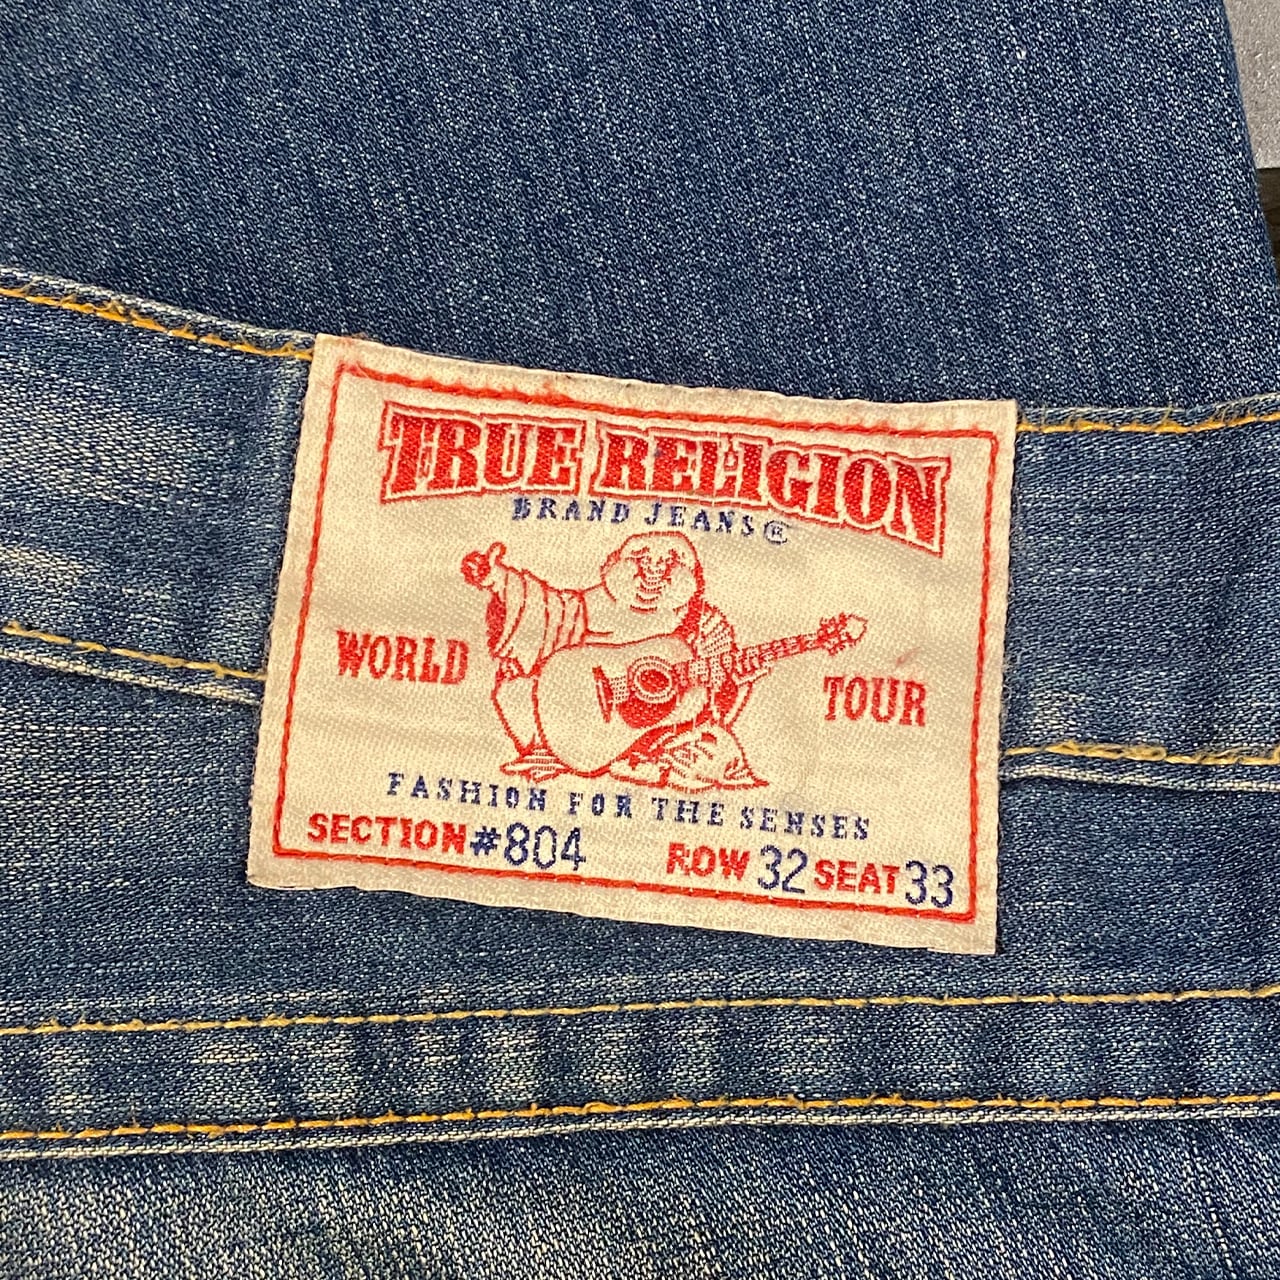 TRUE RELIGION
BRAND JEANS®
WORLD TOUR
FASHION FOR THE SENSES
SECTION #804 ROW 32 SEAT 33